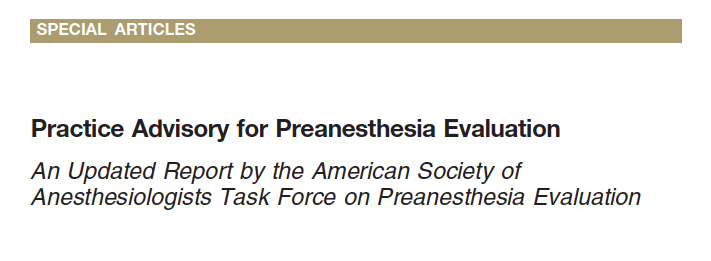 SPECIAL ARTICLES
Practice Advisory for Preanesthesia Evaluation
An Updated Report by the American Society of
Anesthesiologists Task Force on Preanesthesia Evaluation